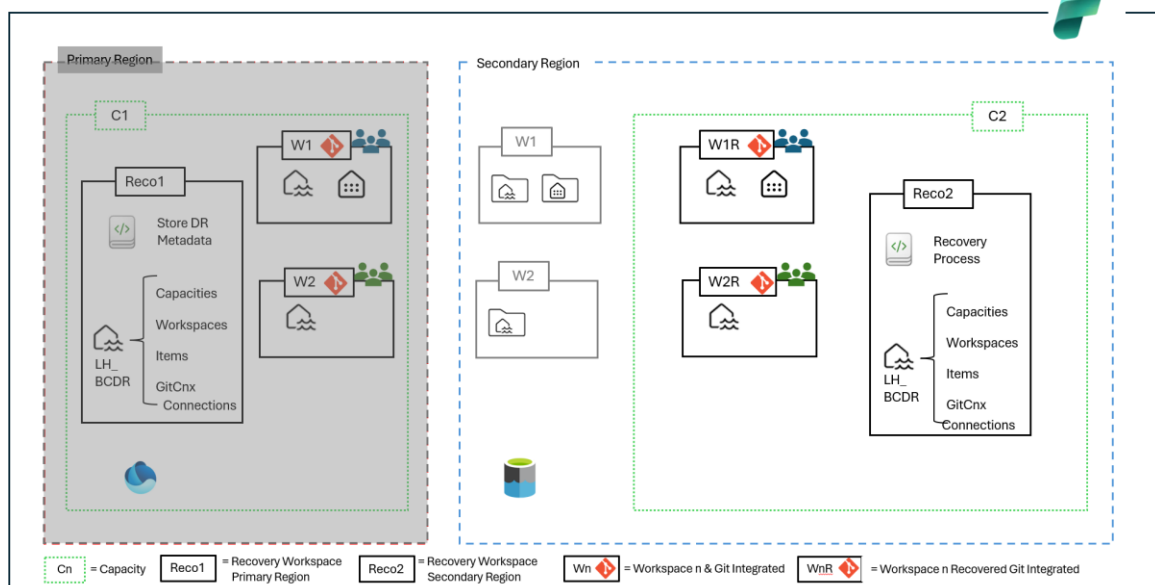 Primary Region
C1
W1
Reco1
Store DR
Metadata
W2
Capacities
Workspaces
Items
LH_
BCDR
GitCnx
Connections
Secondary Region
W1
W2
C2
W1R
W2R
Reco2
Recovery
Process
Capacities
Workspaces
Items
LH_
BCDR
GitCnx
Connections
Cn
= Capacity
Reco1
= Recovery Workspace
Primary Region
Reco2
= Recovery Workspace
Secondary Region
Wn
= Workspace n & Git Integrated
WnR
= Workspace n Recovered Git Integrated